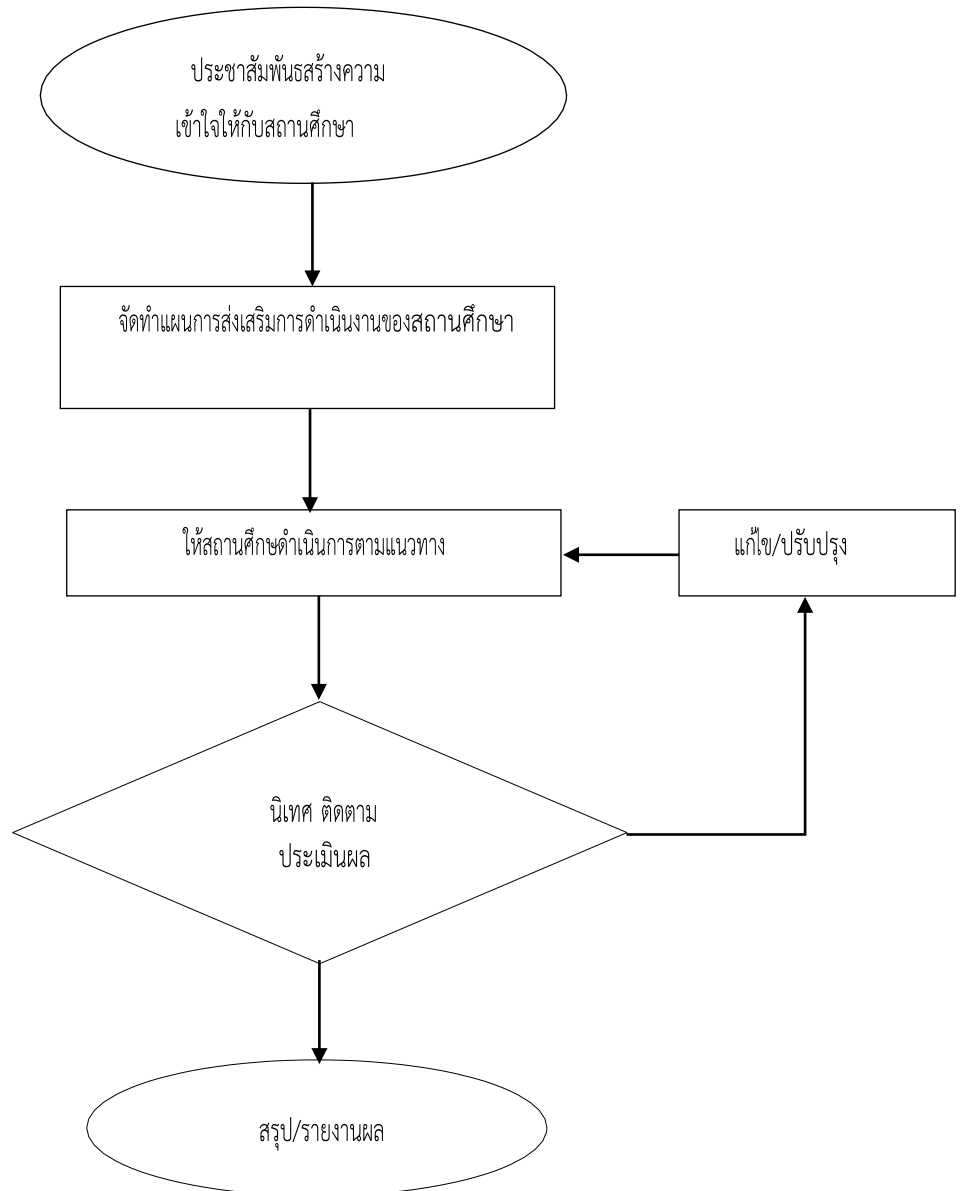 ประชาสัมพันธสร้างความ
เข้าใจให้กับสถานศึกษา
จัดทำแผนการส่งเสริมการดำเนินงานของสถานศึกษา
ให้สถานศึกษดำเนินการตามแนวทาง
แก้ไข/ปรับปรุง
นิเทศ ติดตาม
ประเมินผล
สรุป/รายงานผล